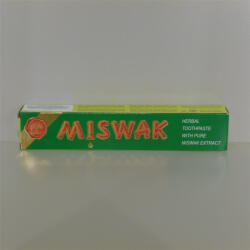 MISWAK
HERBAL
TOOTHPASTE
WITH PURE
MISWAK EXTRACT